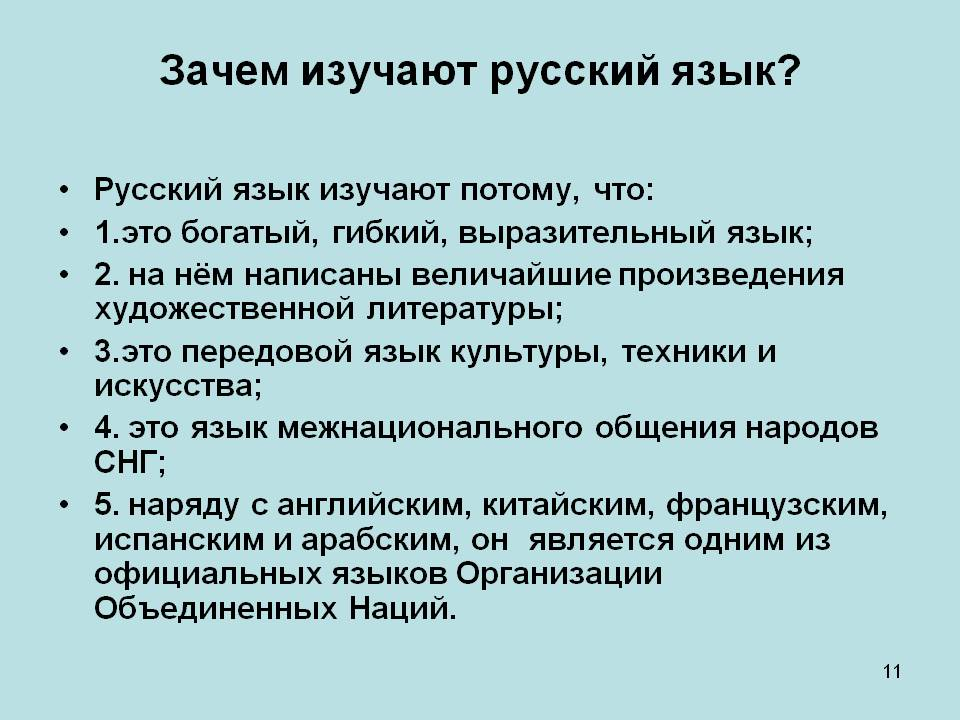 Зачем изучают русский язык?
• Русский язык изучают потому, что:
• 1.это богатый, гибкий, выразительный язык;
• 2. на нём написаны величайшие произведения
художественной литературы;
• 3.это передовой язык культуры, техники и
искусства;
• 4. это язык межнационального общения народов
СНГ;
• 5. наряду с английским, китайским, французским,
испанским и арабским, он является одним из
официальных языков Организации
Объединенных Наций.
11